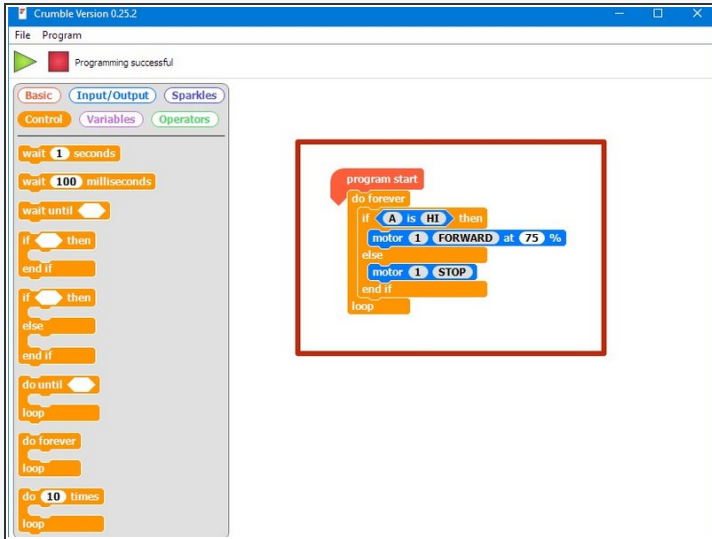 Crumble Version 0.25.2
File Program
Programming successful
Basic Input/Output Sparkles
Control Variables Operators
wait 1 seconds
wait 100 milliseconds
wait until
if then
end if
if then
else
end if
do until
loop
do forever
loop
do 10 times
loop
program start
do forever
if A is HI then
motor 1 FORWARD at 75 %
else
motor 1 STOP
end if
loop